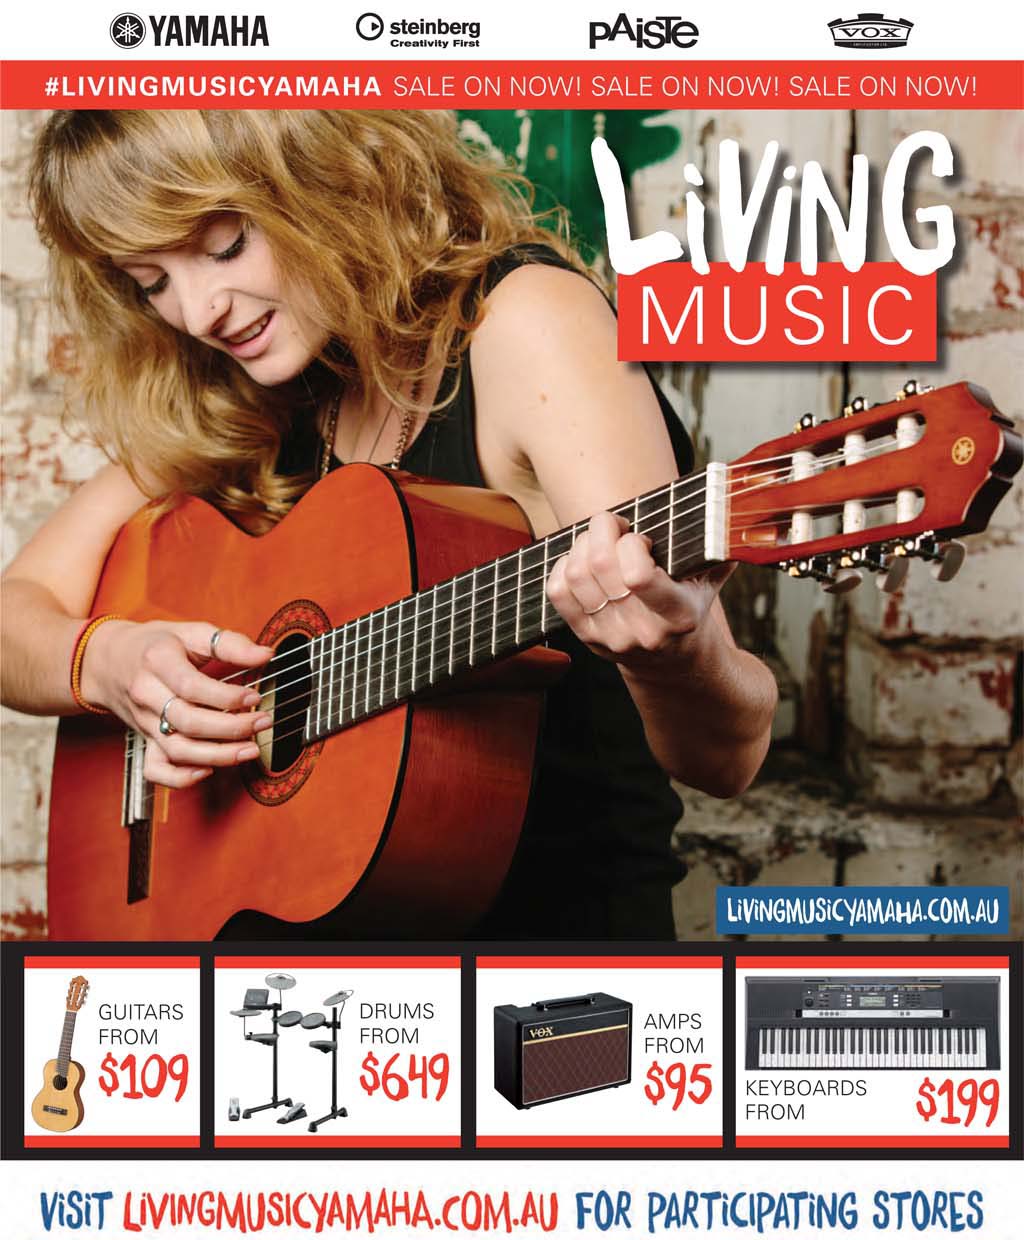 YAMAHA
steinberg
Creativity First
PAiSTe
VOX
#LIVINGMUSICYAMAHA SALE ON NOW! SALE ON NOW! SALE ON NOW!
LiViNG
MUSIC
LiViNGMUSiCYAMAHA.COM.AU
GUITARS
FROM
$109
DRUMS
FROM
$649
VOX
AMPS
FROM
$95
KEYBOARDS
FROM
$199
ViSiT LiViNGMUSiCYAMAHA.COM.AU FOR PARTiCiPATiNG STORES